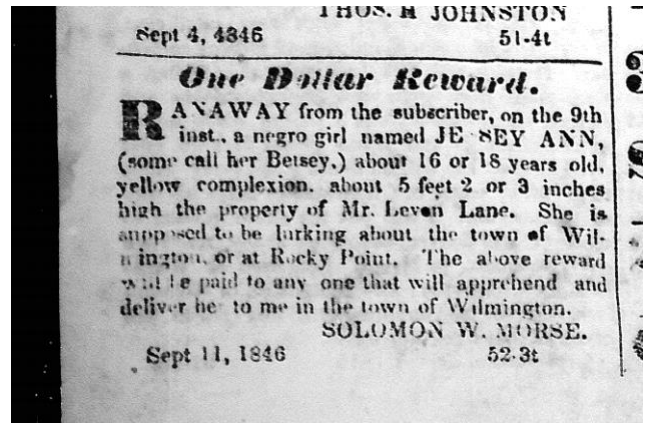 THOS. H JOHNSTON
Sept 4, 1846 51-4t
One Dollar Reward.
RANAWAY from the subscriber, on the 9th
inst., a negro girl named JE SEY ANN,
(some call her Betsey,) about 16 or 18 years old,
yellow complexion, about 5 feet 2 or 3 inches
high the property of Mr. Levan Lane. She is
supposed to be lurking about the town of Wil-
mington, or at Rocky Point. The above reward
will be paid to any one that will apprehend and
deliver her to me in the town of Wilmington.
SOLOMON W. MORSE.
Sept 11, 1846 52-3t